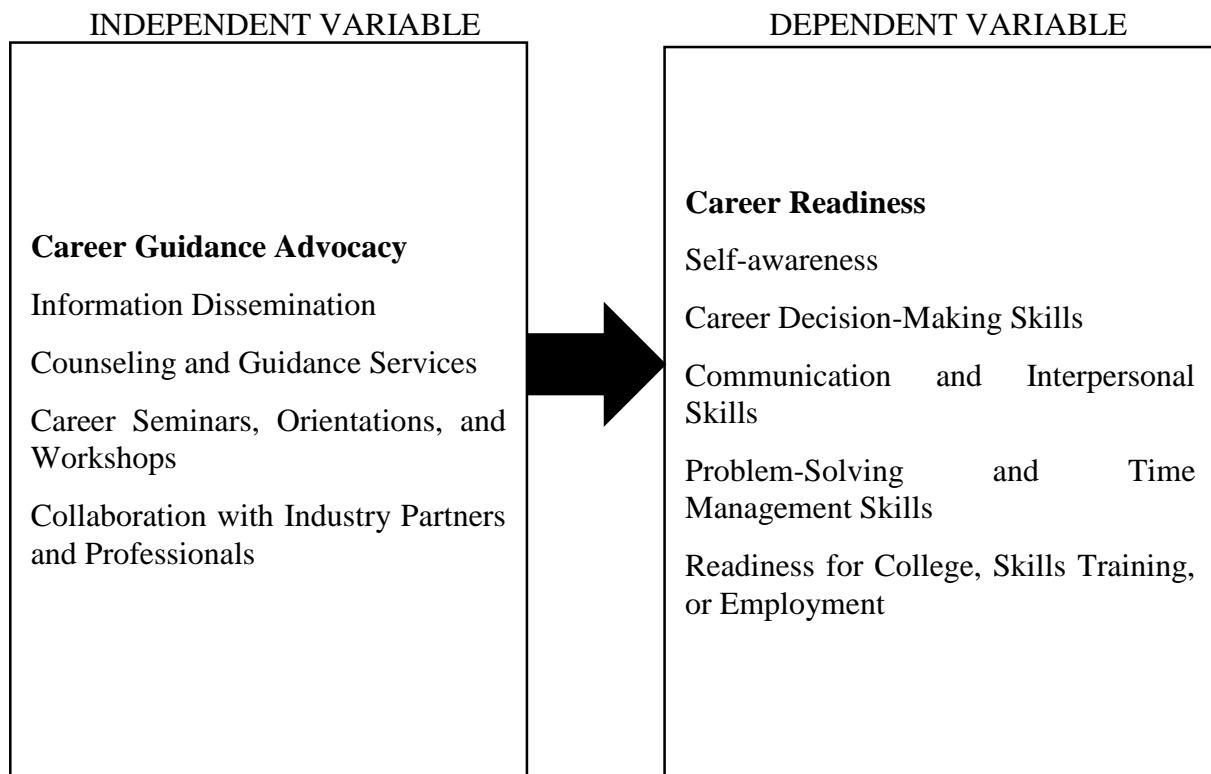 INDEPENDENT VARIABLE
DEPENDENT VARIABLE
Career Guidance Advocacy
Information Dissemination
Counseling and Guidance Services
Career Seminars, Orientations, and
Workshops
Collaboration with Industry Partners
and Professionals
Career Readiness
Self-awareness
Career Decision-Making Skills
Communication and Interpersonal
Skills
Problem-Solving and Time
Management Skills
Readiness for College, Skills Training,
or Employment